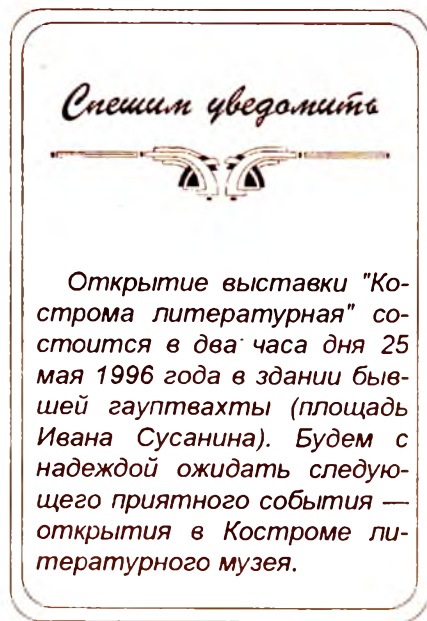 Спешим уведомить
Открытие выставки "Ко-
строма литературная" со-
стоится в два часа дня 25
мая 1996 года в здании быв-
шей гауптвахты (площадь
Ивана Сусанина). Будем с
надеждой ожидать следую-
щего приятного события —
открытия в Костроме ли-
тературного музея.